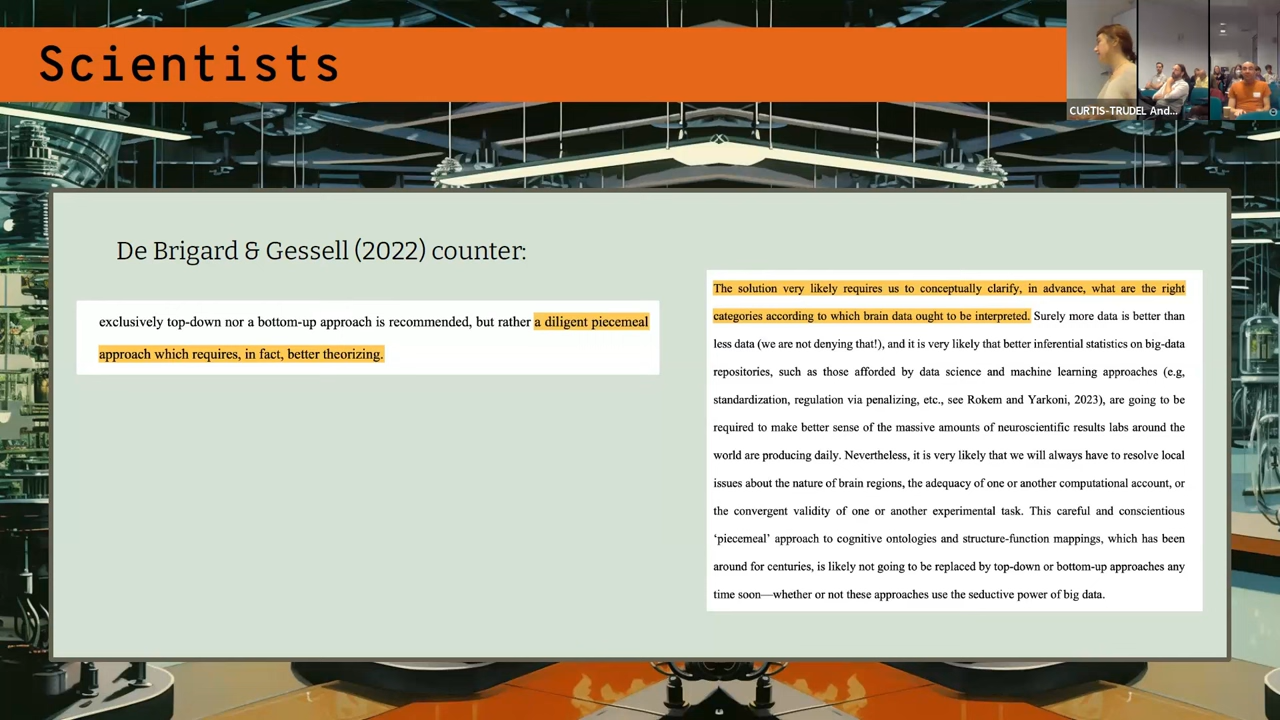 Scientists
CURTIS-TRUDEL And...
De Brigard & Gessell (2022) counter:
exclusively top-down nor a bottom-up approach is recommended, but rather a diligent piecemeal
approach which requires, in fact, better theorizing.
The solution very likely requires us to conceptually clarify, in advance, what are the right
categories according to which brain data ought to be interpreted. Surely more data is better than
less data (we are not denying that!), and it is very likely that better inferential statistics on big-data
repositories, such as those afforded by data science and machine learning approaches (e.g,
standardization, regulation via penalizing, etc., see Rokem and Yarkoni, 2023), are going to be
required to make better sense of the massive amounts of neuroscientific results labs around the
world are producing daily. Nevertheless, it is very likely that we will always have to resolve local
issues about the nature of brain regions, the adequacy of one or another computational account, or
the convergent validity of one or another experimental task. This careful and conscientious
‘piecemeal’ approach to cognitive ontologies and structure-function mappings, which has been
around for centuries, is likely not going to be replaced by top-down or bottom-up approaches any
time soon—whether or not these approaches use the seductive power of big data.